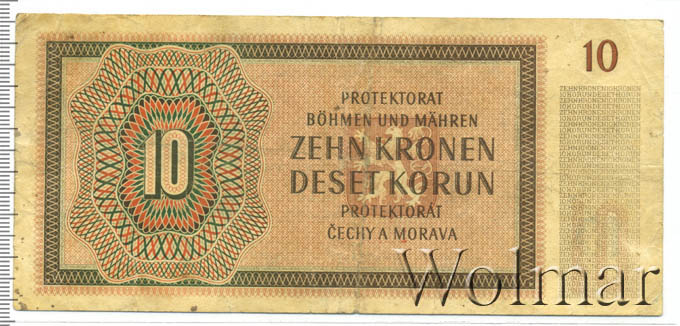 10
PROTEKTORAT
BÖHMEN UND MÄHREN
10
ZEHN KRONEN
DESET KORUN
PROTEKTORÁT
ČECHY A MORAVA
Wolmar